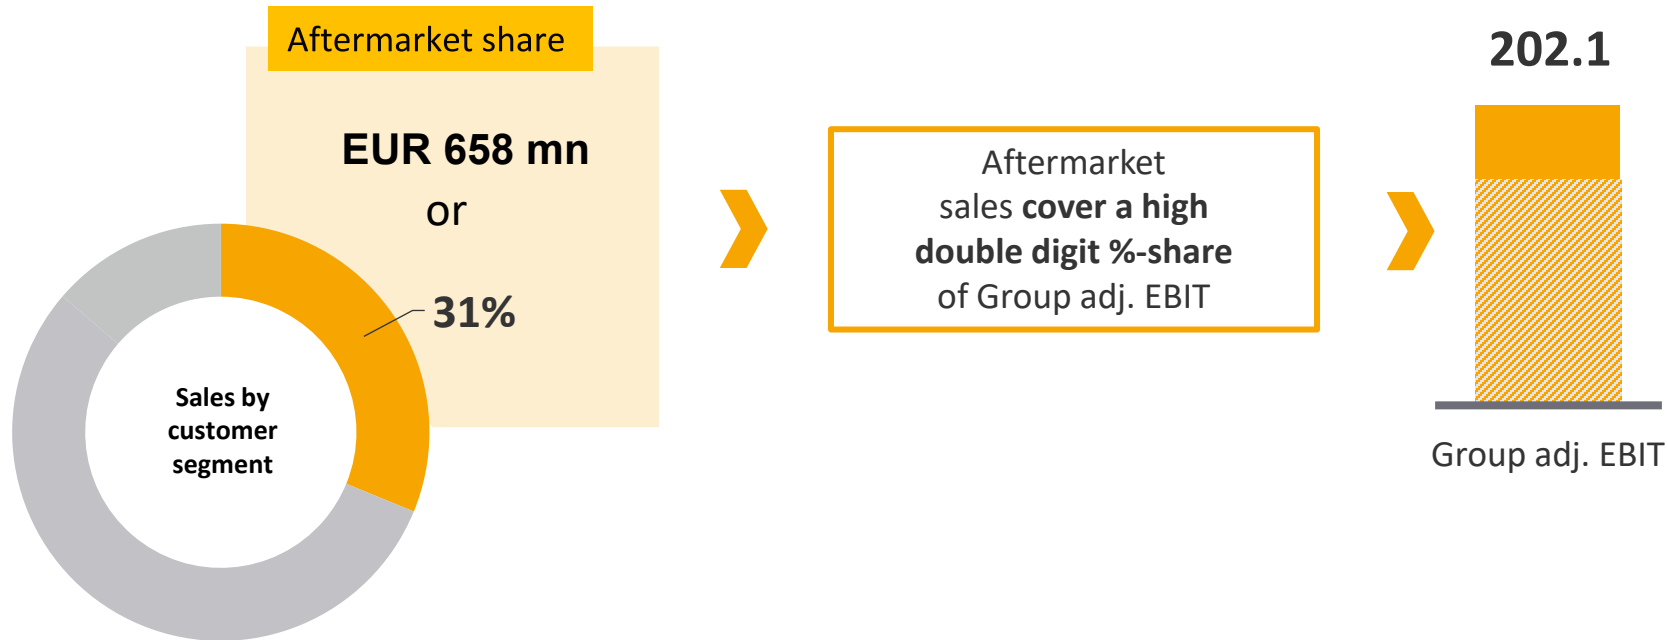 Aftermarket share
EUR 658 mn
or
31%
Sales by
customer
segment
Aftermarket
sales cover a high
double digit %-share
of Group adj. EBIT
202.1
Group adj. EBIT